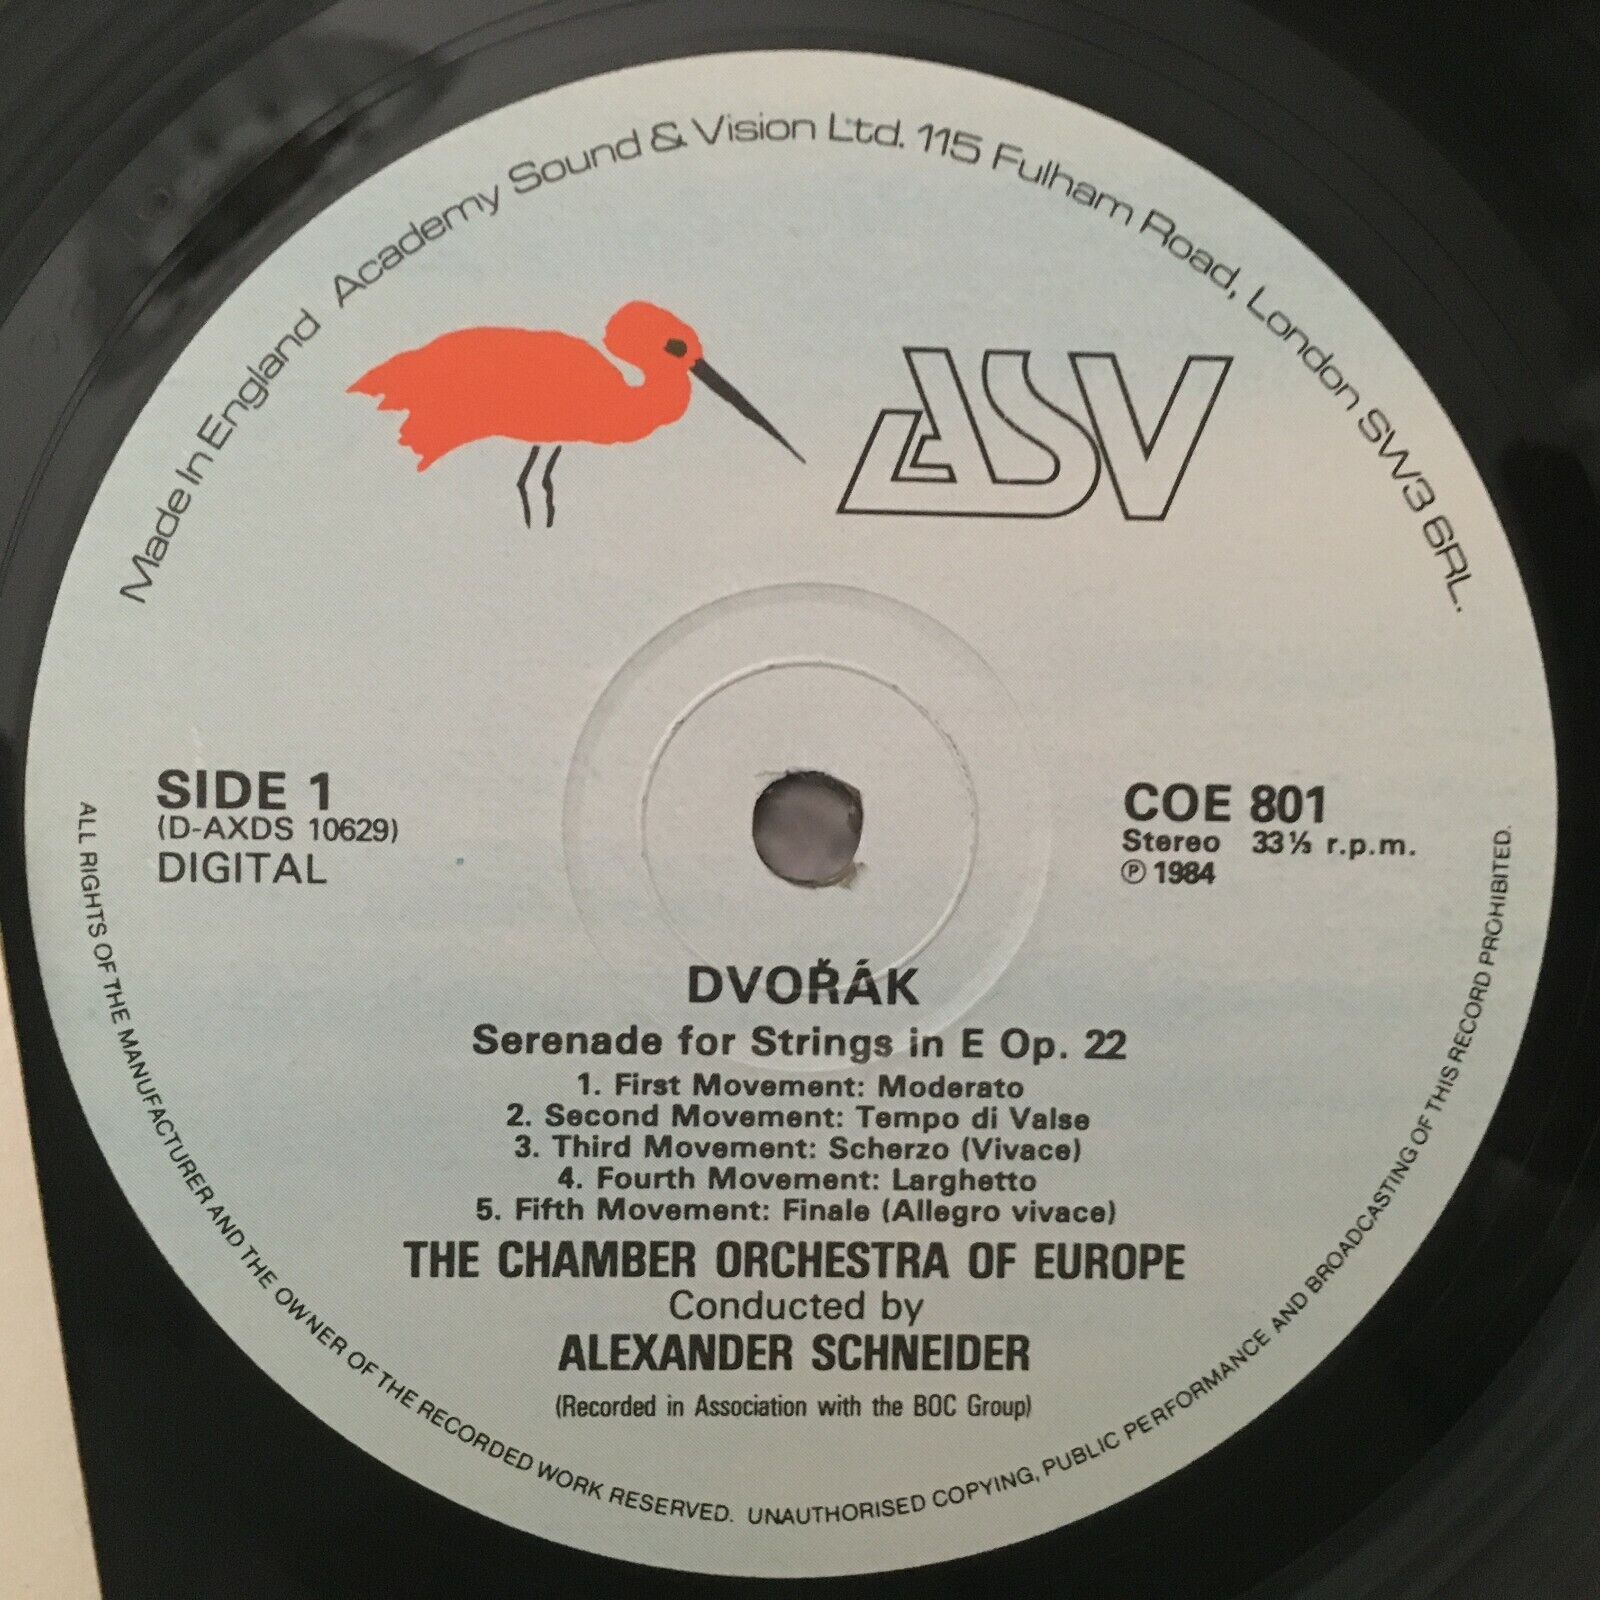 Made In England Academy Sound & Vision Ltd. 115 Fulham Road, London SW3 6RL.
ASV
SIDE 1
(D-AXDS 10629)
DIGITAL
COE 801
Stereo 33⅓ r.p.m.
℗ 1984
DVOŘÁK
Serenade for Strings in E Op. 22
1. First Movement: Moderato
2. Second Movement: Tempo di Valse
3. Third Movement: Scherzo (Vivace)
4. Fourth Movement: Larghetto
5. Fifth Movement: Finale (Allegro vivace)
THE CHAMBER ORCHESTRA OF EUROPE
Conducted by
ALEXANDER SCHNEIDER
(Recorded in Association with the BOC Group)
ALL RIGHTS OF THE MANUFACTURER AND THE OWNER OF THE RECORDED WORK RESERVED. UNAUTHORISED COPYING, PUBLIC PERFORMANCE AND BROADCASTING OF THIS RECORD PROHIBITED.